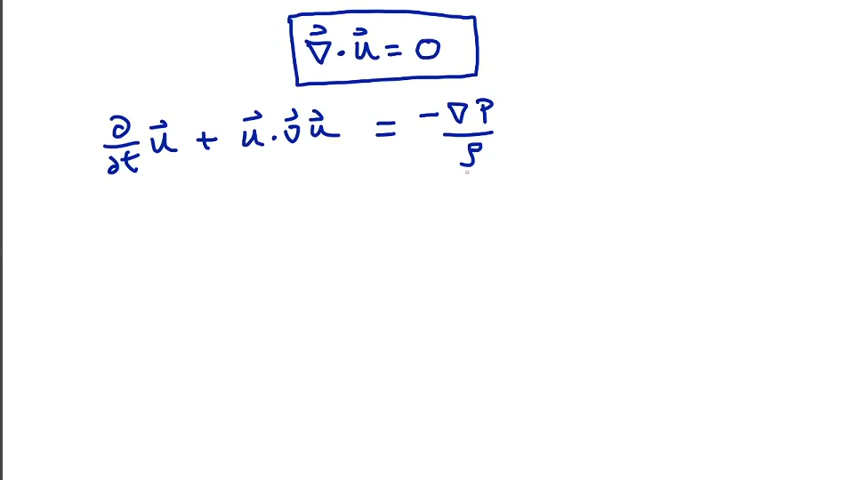 ∇⃗ · u⃗ = 0
∂/∂t u⃗ + u⃗ · ∇⃗ u⃗ = -∇P/ρ